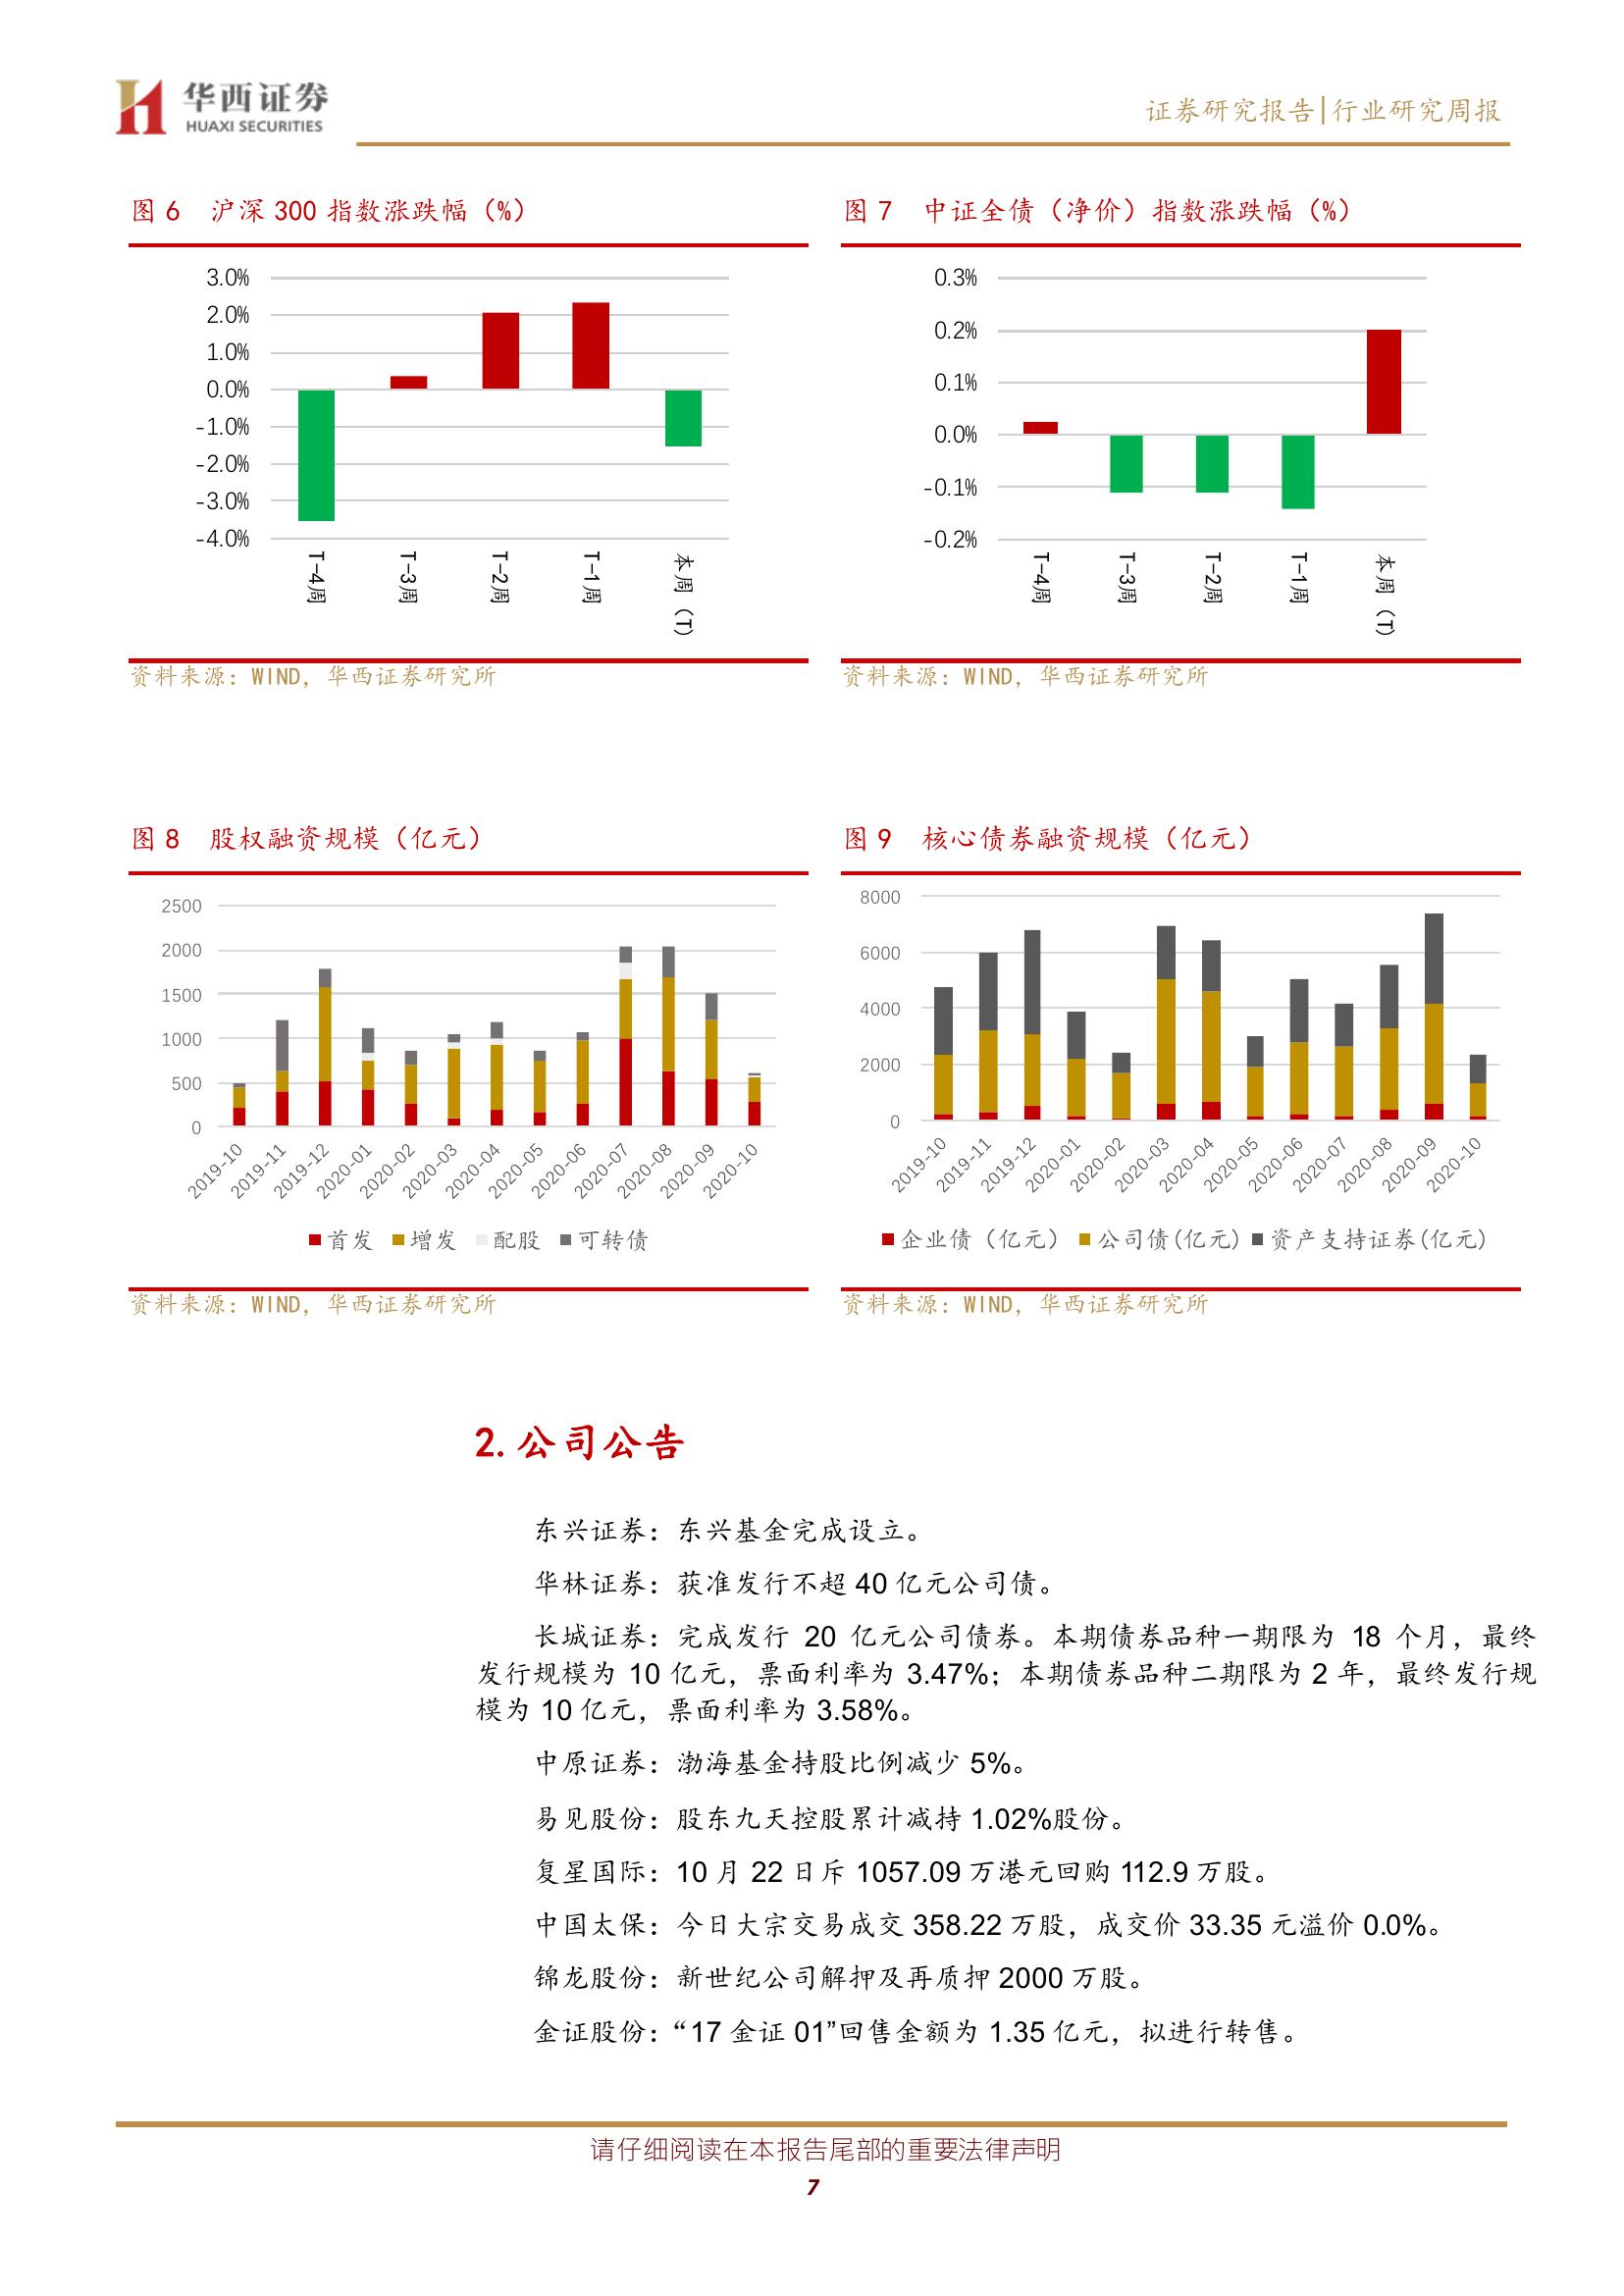 华西证券
HUAXI SECURITIES
证券研究报告|行业研究周报
图 6 沪深 300 指数涨跌幅（%）
3.0%
2.0%
1.0%
0.0%
-1.0%
-2.0%
-3.0%
-4.0%
T-4周
T-3周
T-2周
T-1周
本周（T）
资料来源：WIND，华西证券研究所
图 7 中证全债（净价）指数涨跌幅（%）
0.3%
0.2%
0.1%
0.0%
-0.1%
-0.2%
T-4周
T-3周
T-2周
T-1周
本周（T）
资料来源：WIND，华西证券研究所
图 8 股权融资规模（亿元）
2500
2000
1500
1000
500
0
2019-10
2019-11
2019-12
2020-01
2020-02
2020-03
2020-04
2020-05
2020-06
2020-07
2020-08
2020-09
2020-10
首发 增发 配股 可转债
资料来源：WIND，华西证券研究所
图 9 核心债券融资规模（亿元）
8000
6000
4000
2000
0
2019-10
2019-11
2019-12
2020-01
2020-02
2020-03
2020-04
2020-05
2020-06
2020-07
2020-08
2020-09
2020-10
企业债（亿元） 公司债(亿元) 资产支持证券(亿元)
资料来源：WIND，华西证券研究所
2. 公司公告
东兴证券：东兴基金完成设立。
华林证券：获准发行不超 40 亿元公司债。
长城证券：完成发行 20 亿元公司债券。本期债券品种一期限为 18 个月，最终
发行规模为 10 亿元，票面利率为 3.47%；本期债券品种二期限为 2 年，最终发行规
模为 10 亿元，票面利率为 3.58%。
中原证券：渤海基金持股比例减少 5%。
易见股份：股东九天控股累计减持 1.02%股份。
复星国际：10 月 22 日斥 1057.09 万港元回购 112.9 万股。
中国太保：今日大宗交易成交 358.22 万股，成交价 33.35 元溢价 0.0%。
锦龙股份：新世纪公司解押及再质押 2000 万股。
金证股份：“17 金证 01”回售金额为 1.35 亿元，拟进行转售。
请仔细阅读在本报告尾部的重要法律声明
7